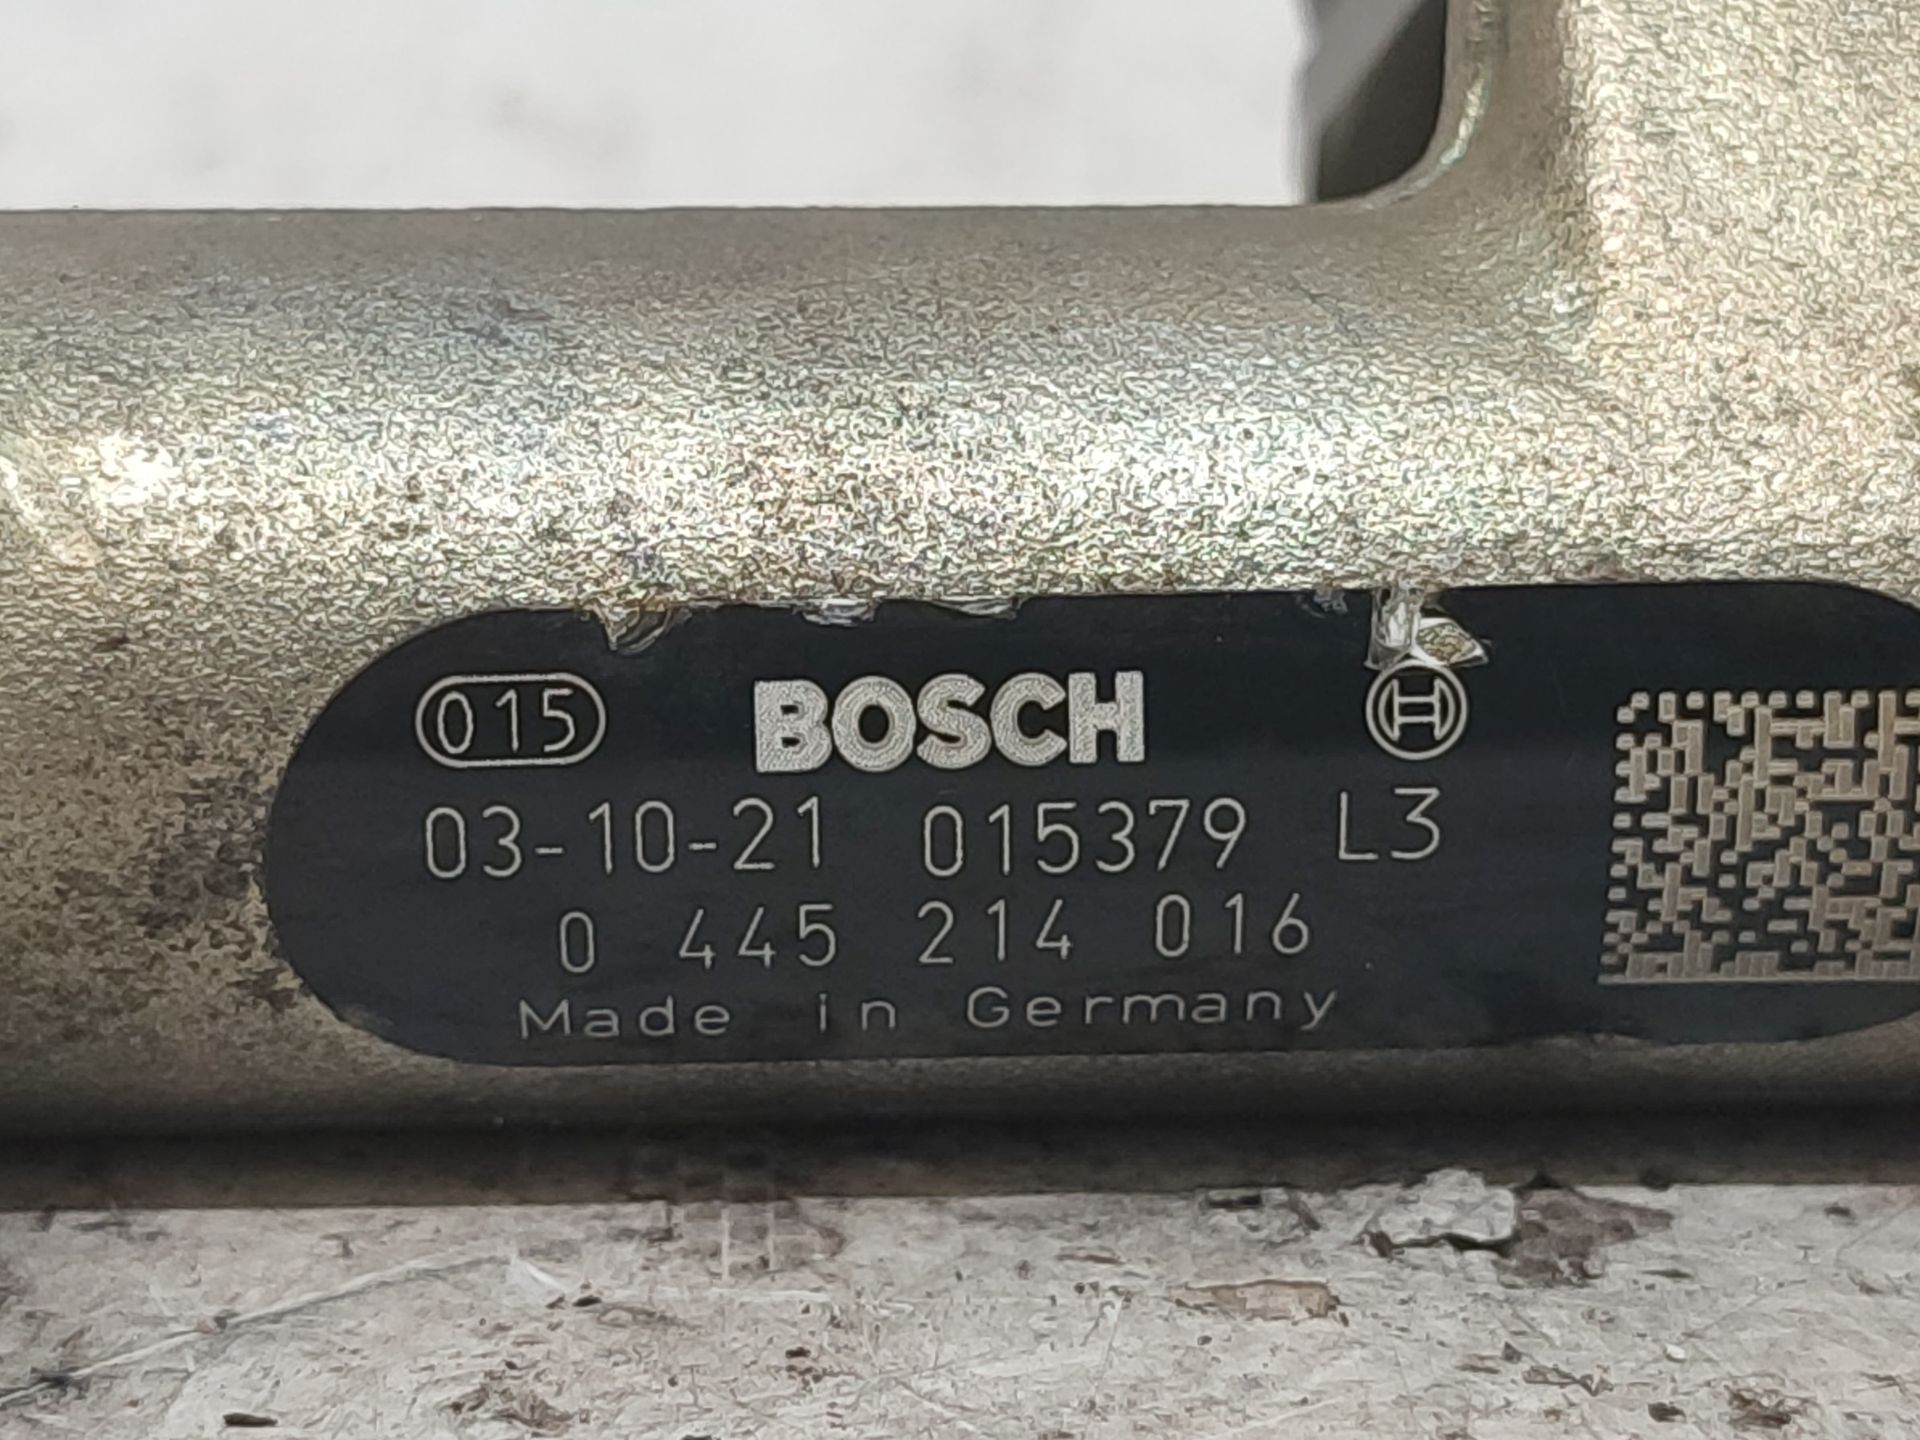 015 BOSCH
03-10-21 015379 L3
0 445 214 016
Made in Germany